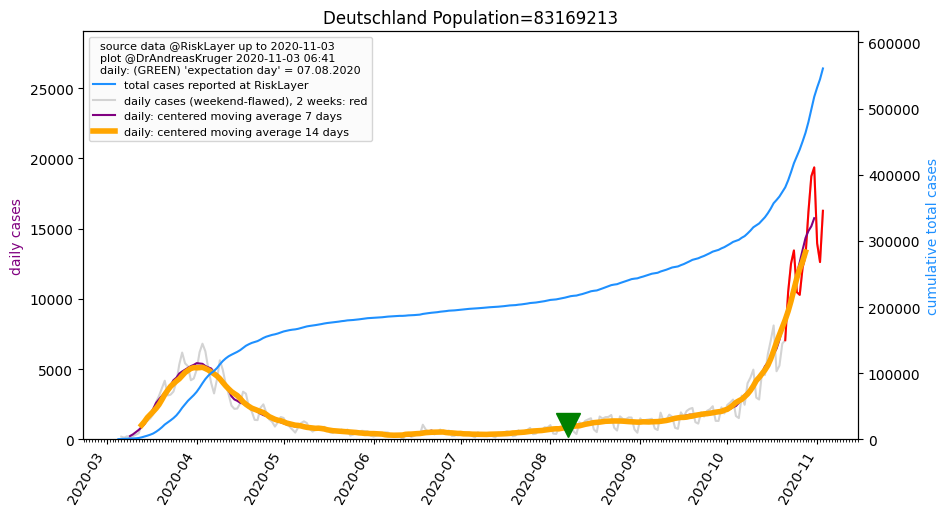 Deutschland Population=83169213
source data @RiskLayer up to 2020-11-03
plot @DrAndreasKruger 2020-11-03 06:41
daily: (GREEN) 'expectation day' = 07.08.2020
total cases reported at RiskLayer
daily cases (weekend-flawed), 2 weeks: red
daily: centered moving average 7 days
daily: centered moving average 14 days
daily cases
25000
20000
15000
10000
5000
0
600000
500000
400000
300000
200000
100000
0
cumulative total cases
2020-03
2020-04
2020-05
2020-06
2020-07
2020-08
2020-09
2020-10
2020-11